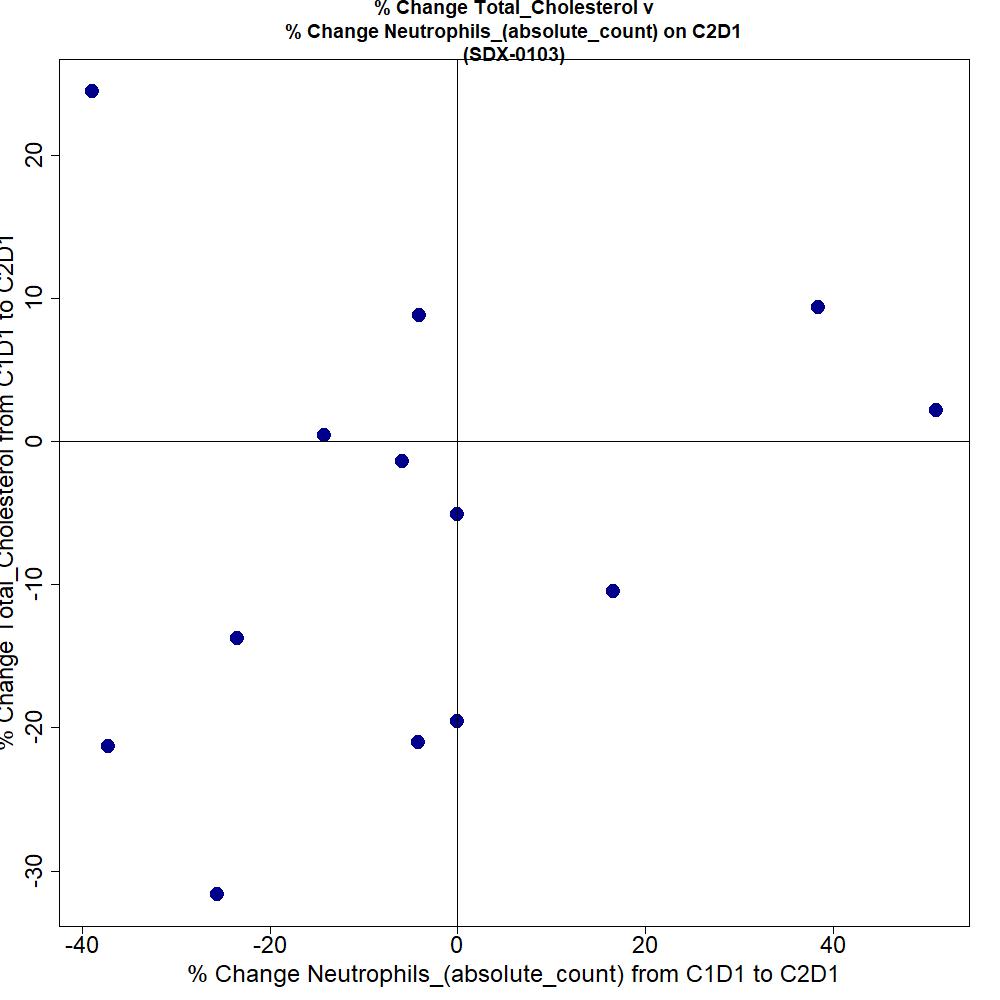 % Change Total_Cholesterol v
% Change Neutrophils_(absolute_count) on C2D1
(SDX-0103)
% Change Total_Cholesterol from C1D1 to C2D1
20
10
0
-10
-20
-30
-40
-20
0
20
40
% Change Neutrophils_(absolute_count) from C1D1 to C2D1